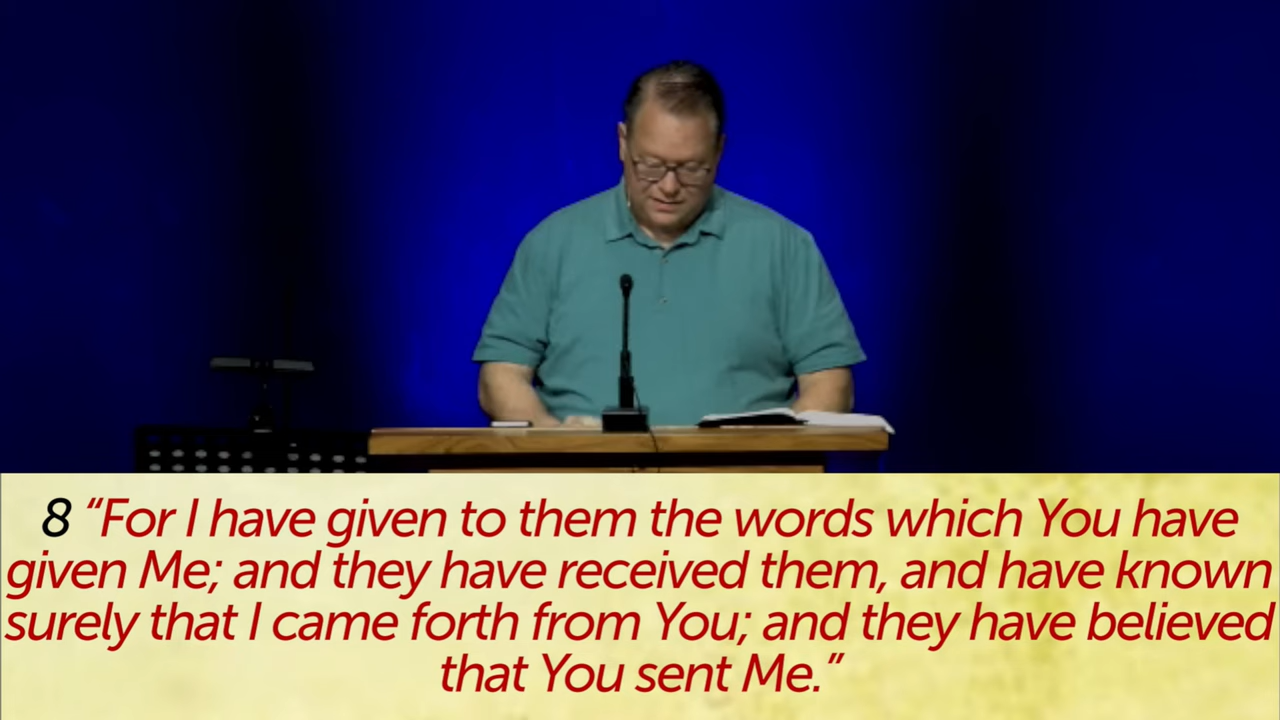 8 “For I have given to them the words which You have
given Me; and they have received them, and have known
surely that I came forth from You; and they have believed
that You sent Me.”